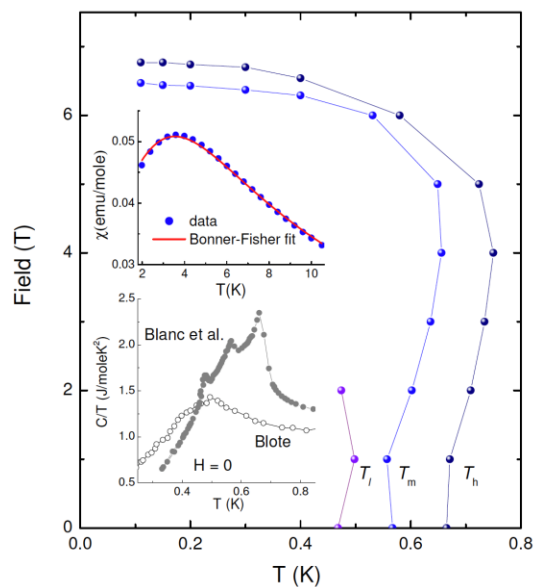 6
4
2
0
Field (T)
0.0
0.2
0.4
0.6
0.8
T (K)
χ(emu/mole)
0.05
0.04
0.03
2
4
6
8
10
T(K)
data
Bonner-Fisher fit
C/T (J/moleK²)
2.5
2.0
1.5
1.0
0.5
Blanc et al.
Blote
H = 0
0.4
0.6
0.8
T (K)
T_l
T_m
T_h